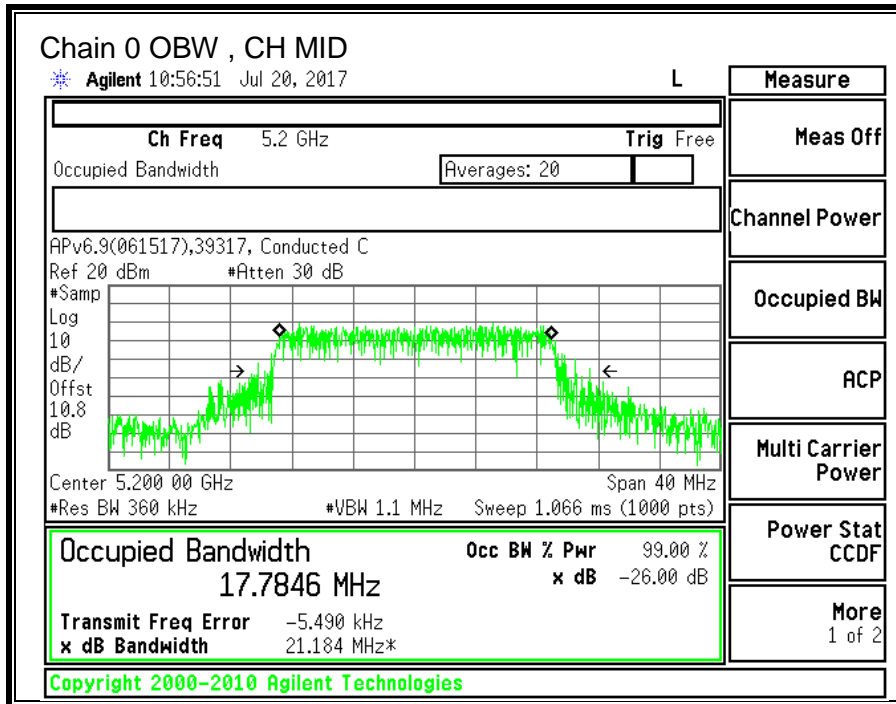 Chain 0 OBW , CH MID
Agilent 10:56:51 Jul 20, 2017 L
Measure
Ch Freq 5.2 GHz Trig Free
Meas Off
Occupied Bandwidth Averages: 20
Channel Power
APv6.9(061517),39317, Conducted C
Ref 20 dBm #Atten 30 dB
#Samp
Log
10
dB/
Offst
10.8
dB
Occupied BW
ACP
Center 5.200 00 GHz Span 40 MHz
#Res BW 360 kHz #VBW 1.1 MHz Sweep 1.066 ms (1000 pts)
Multi Carrier
Power
Occupied Bandwidth Occ BW % Pwr 99.00 %
17.7846 MHz x dB -26.00 dB
Power Stat
CCDF
Transmit Freq Error -5.490 kHz
x dB Bandwidth 21.184 MHz*
More
1 of 2
Copyright 2000-2010 Agilent Technologies